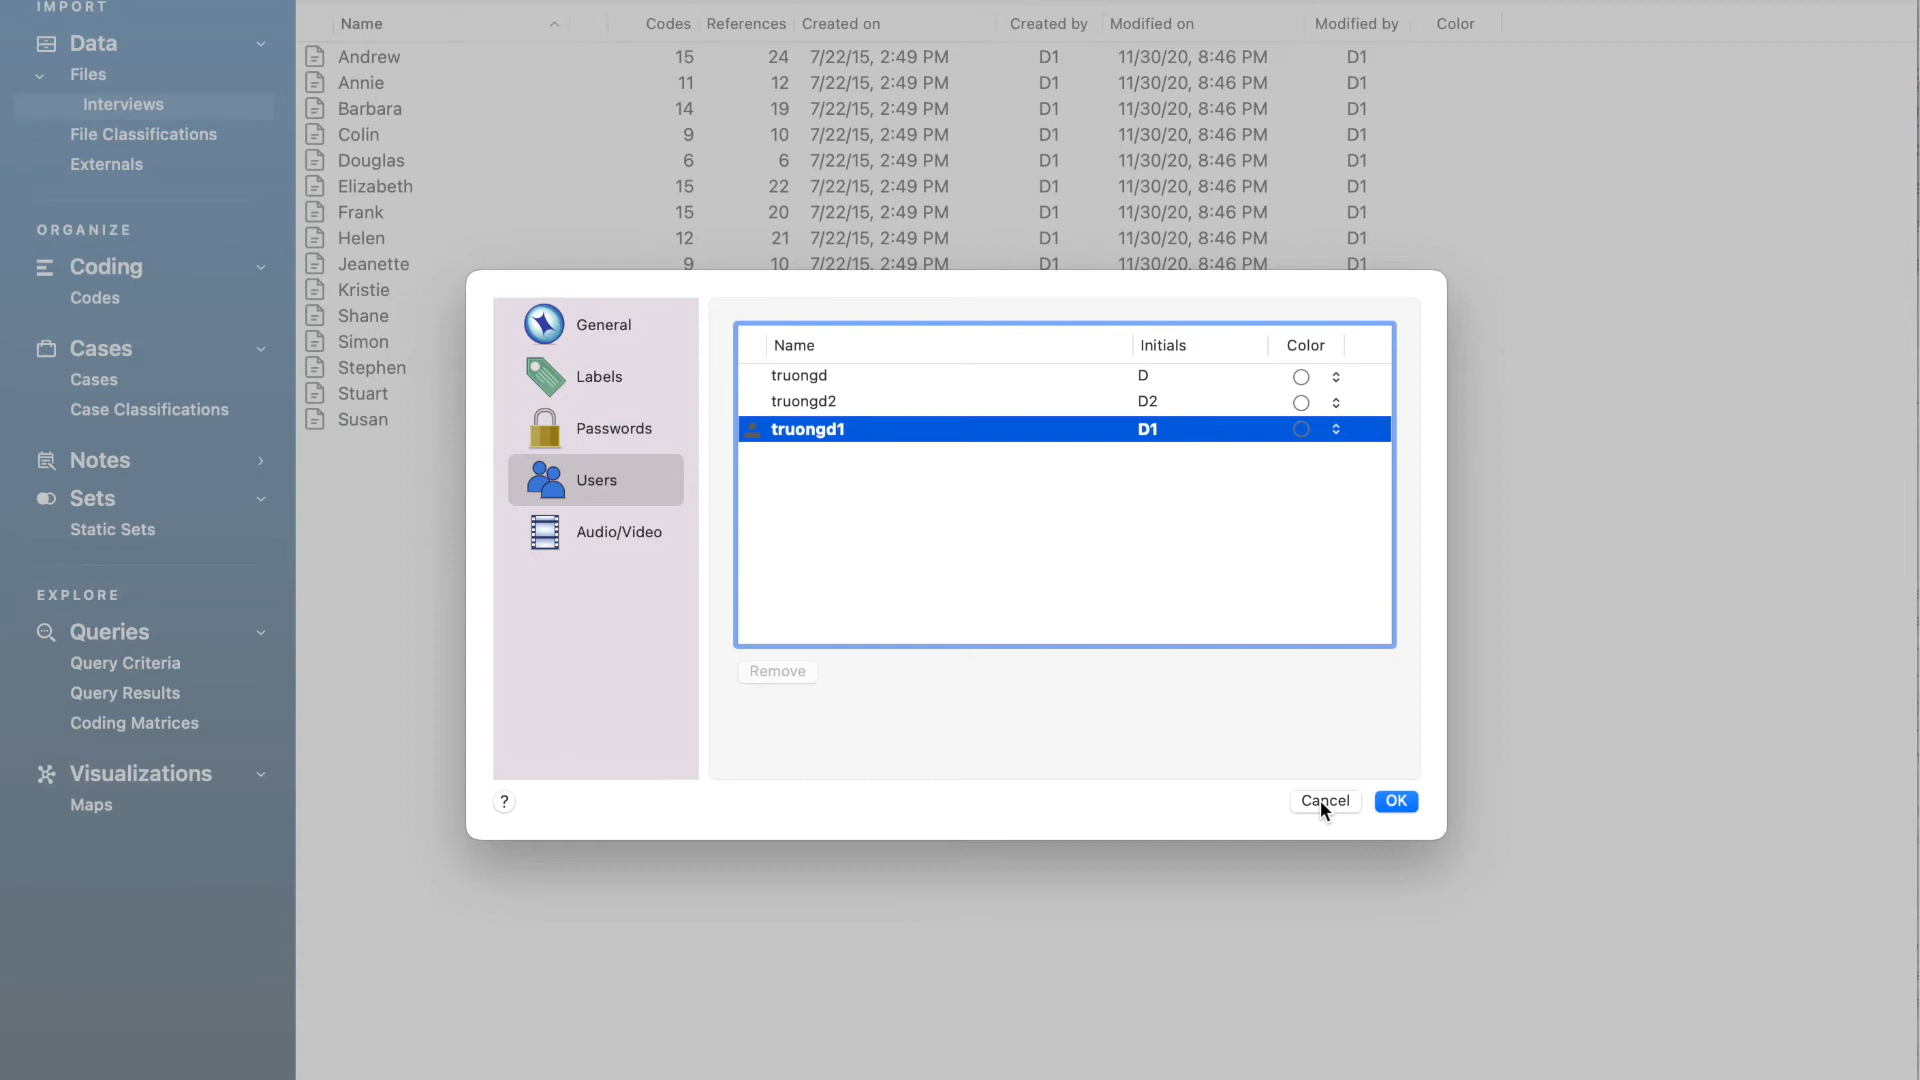 IMPORT
Data
Files
Interviews
File Classifications
Externals
ORGANIZE
Coding
Codes
Cases
Cases
Case Classifications
Notes
Sets
Static Sets
EXPLORE
Queries
Query Criteria
Query Results
Coding Matrices
Visualizations
Maps
Name Codes References Created on Created by Modified on Modified by Color
Andrew 15 24 7/22/15, 2:49 PM D1 11/30/20, 8:46 PM D1
Annie 11 12 7/22/15, 2:49 PM D1 11/30/20, 8:46 PM D1
Barbara 14 19 7/22/15, 2:49 PM D1 11/30/20, 8:46 PM D1
Colin 9 10 7/22/15, 2:49 PM D1 11/30/20, 8:46 PM D1
Douglas 6 6 7/22/15, 2:49 PM D1 11/30/20, 8:46 PM D1
Elizabeth 15 22 7/22/15, 2:49 PM D1 11/30/20, 8:46 PM D1
Frank 15 20 7/22/15, 2:49 PM D1 11/30/20, 8:46 PM D1
Helen 12 21 7/22/15, 2:49 PM D1 11/30/20, 8:46 PM D1
Jeanette 9 10 7/22/15, 2:49 PM D1 11/30/20, 8:46 PM D1
Kristie
Shane
Simon
Stephen
Stuart
Susan
General
Labels
Passwords
Users
Audio/Video
Name Initials Color
truongd D
truongd2 D2
truongd1 D1
Remove
? Cancel OK